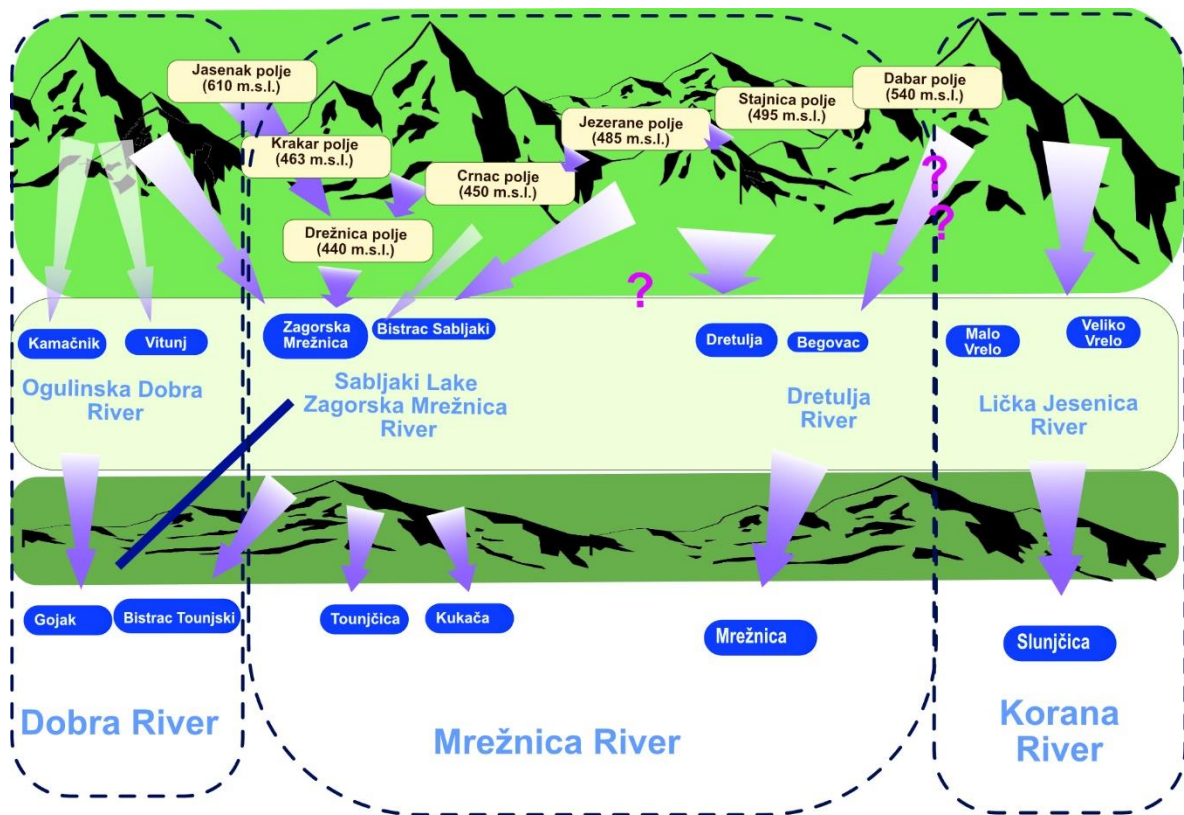 Jasenak polje
(610 m.s.l.)
Dabar polje
(540 m.s.l.)
Stajnica polje
(495 m.s.l.)
Jezerane polje
(485 m.s.l.)
Krakar polje
(463 m.s.l.)
Crnac polje
(450 m.s.l.)
Drežnica polje
(440 m.s.l.)
?
?
?
Kamačnik
Vitunj
Zagorska
Mrežnica
Bistrac Sabljaki
Dretulja
Begovac
Malo
Vrelo
Veliko
Vrelo
Ogulinska Dobra
River
Sabljaki Lake
Zagorska Mrežnica
River
Dretulja
River
Lička Jesenica
River
Gojak
Bistrac Tounjski
Tounjčica
Kukača
Mrežnica
Slunjčica
Dobra River
Mrežnica River
Korana
River